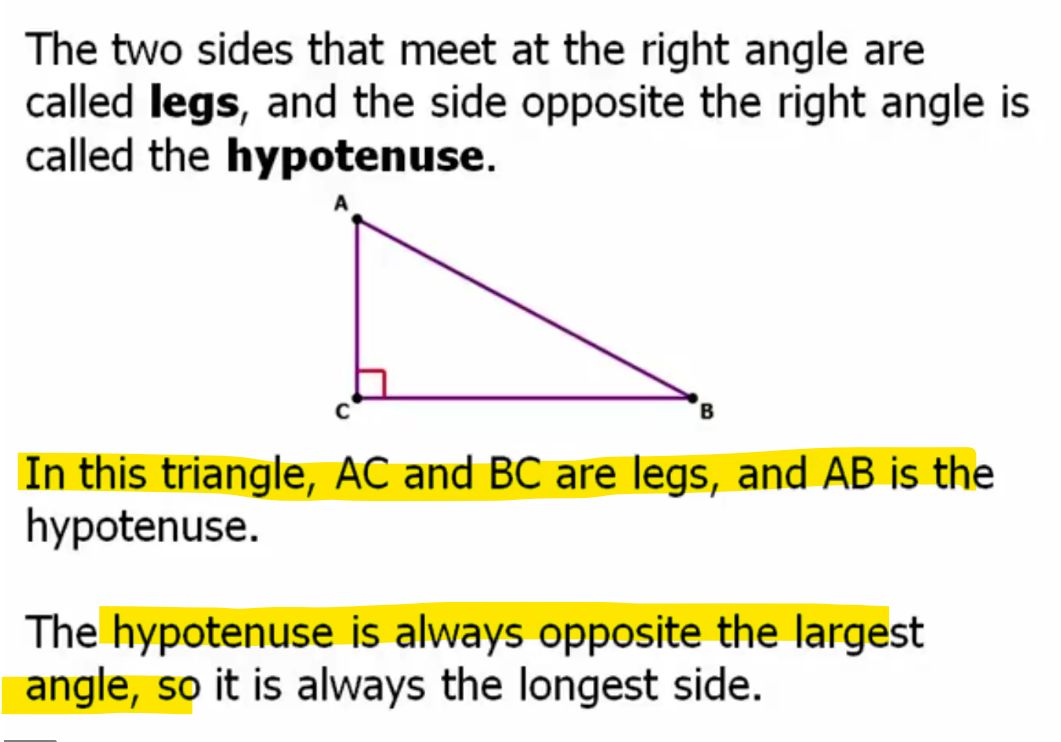 The two sides that meet at the right angle are
called legs, and the side opposite the right angle is
called the hypotenuse.
A
C
B
In this triangle, AC and BC are legs, and AB is the
hypotenuse.
The hypotenuse is always opposite the largest
angle, so it is always the longest side.